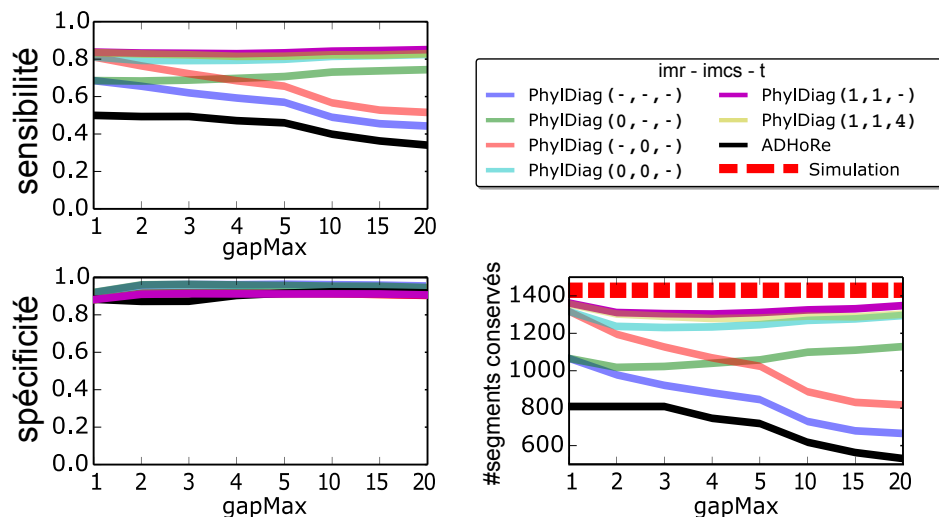 sensibilité
1.0
0.8
0.6
0.4
0.2
0.0
1 2 3 4 5 10 15 20
gapMax
imr - imcs - t
PhylDiag (-,-,-)
PhylDiag (0,-,-)
PhylDiag (-,0,-)
PhylDiag (0,0,-)
PhylDiag (1,1,-)
PhylDiag (1,1,4)
ADHoRe
Simulation
spécificité
1.0
0.8
0.6
0.4
0.2
0.0
1 2 3 4 5 10 15 20
gapMax
#segments conservés
1400
1200
1000
800
600
1 2 3 4 5 10 15 20
gapMax